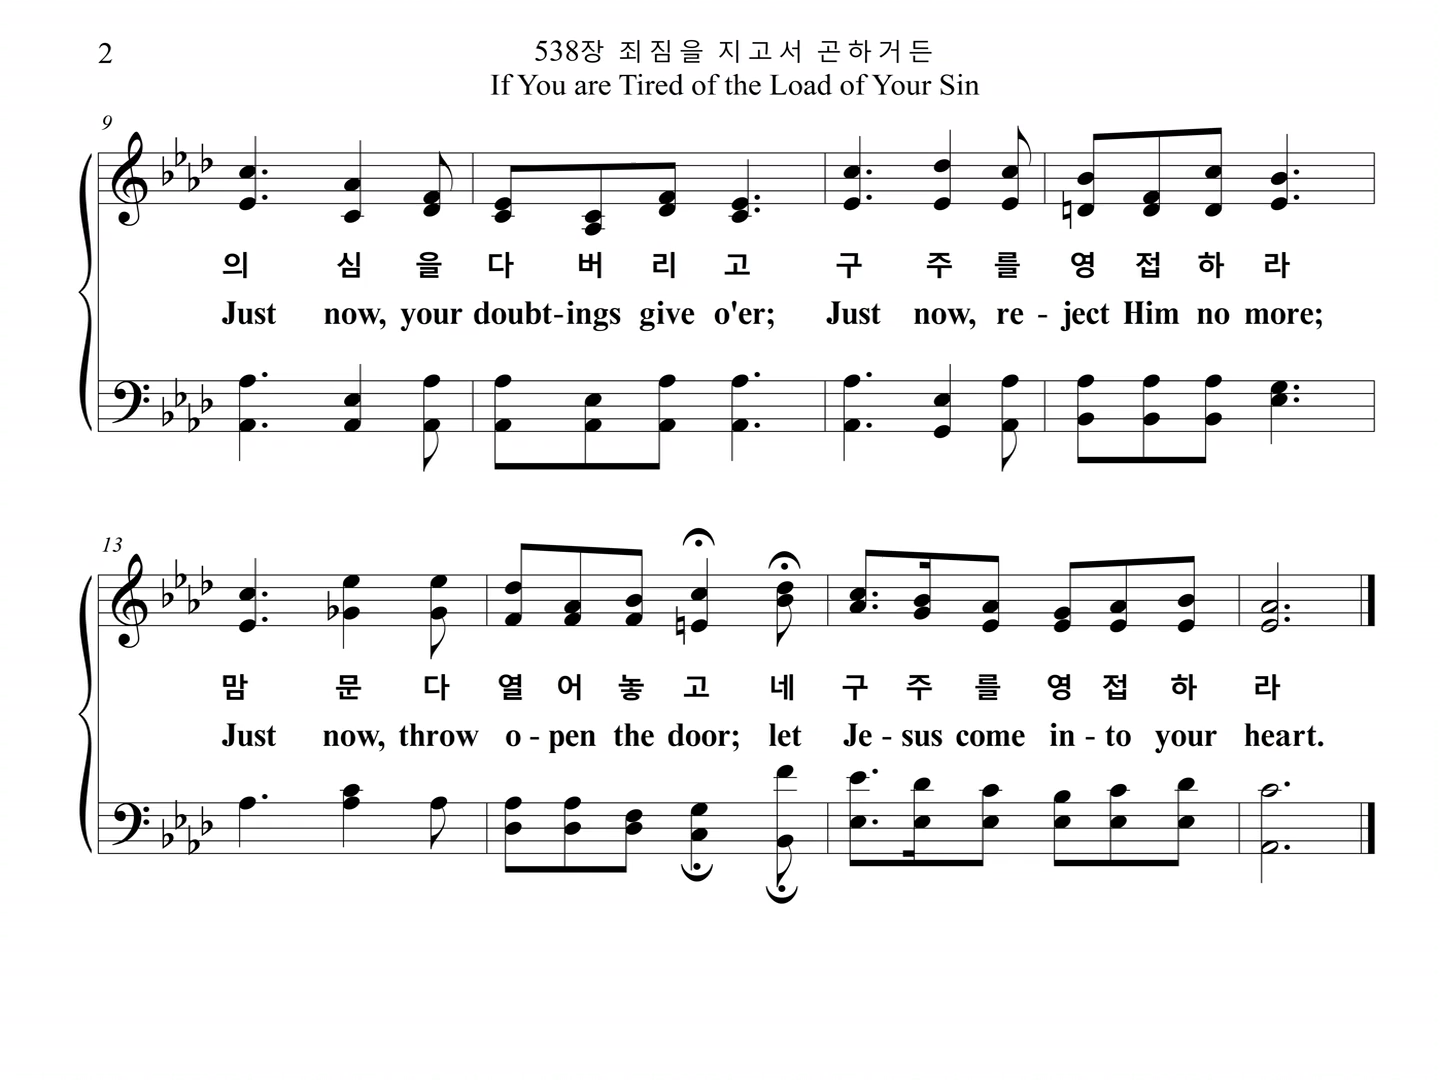 2
538장 죄 짐 을 지 고 서 곤 하 거 든
If You are Tired of the Load of Your Sin
9
의 심 을 다 버 리 고 구 주 를 영 접 하 라
Just now, your doubt-ings give o'er; Just now, re - ject Him no more;
13
맘 문 다 열 어 놓 고 네 구 주 를 영 접 하 라
Just now, throw o - pen the door; let Je - sus come in - to your heart.